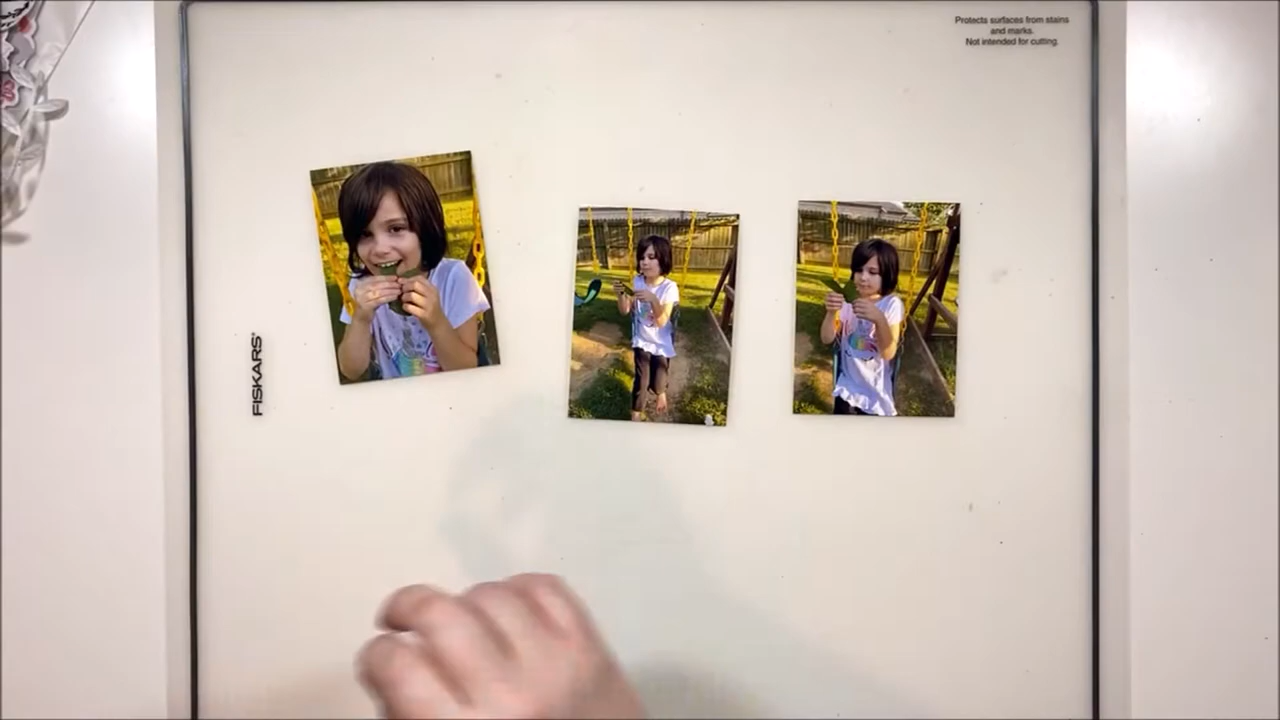 Protects surfaces from stains
and marks.
Not intended for cutting.
FISKARS®